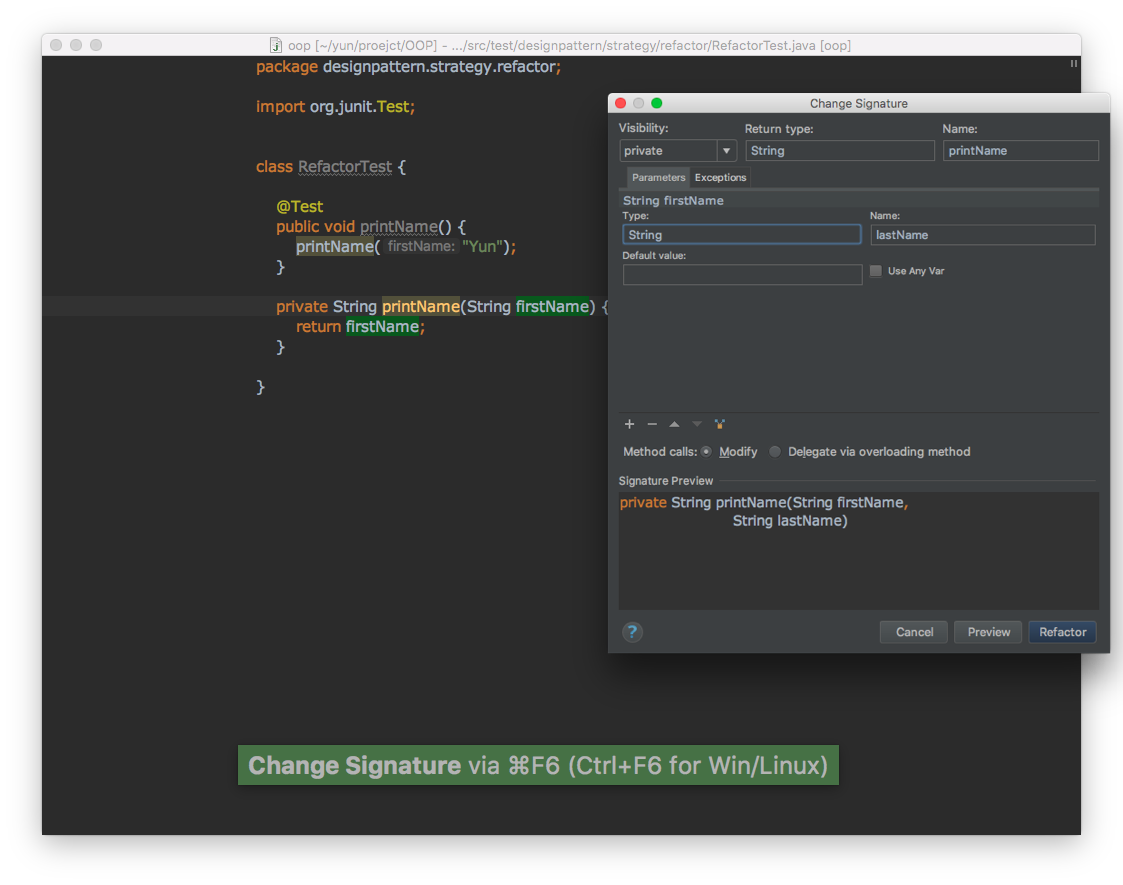 oop [~/yun/proejct/OOP] - .../src/test/designpattern/strategy/refactor/RefactorTest.java [oop]
package designpattern.strategy.refactor;
import org.junit.Test;
class RefactorTest {
@Test
public void printName() {
printName( firstName: "Yun");
}
private String printName(String firstName) {
return firstName;
}
}
Change Signature
Visibility: Return type: Name:
private String printName
Parameters Exceptions
String firstName
Type: Name:
String lastName
Default value:
Use Any Var
Method calls: Modify Delegate via overloading method
Signature Preview
private String printName(String firstName,
String lastName)
? Cancel Preview Refactor
Change Signature via ⌘F6 (Ctrl+F6 for Win/Linux)